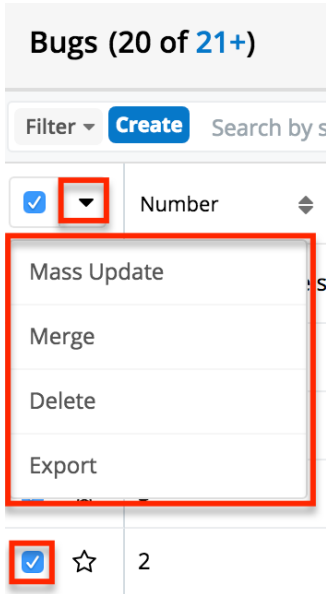 Bugs (20 of 21+)
Filter Create Search by s
Number
Mass Update
Merge
Delete
Export
2